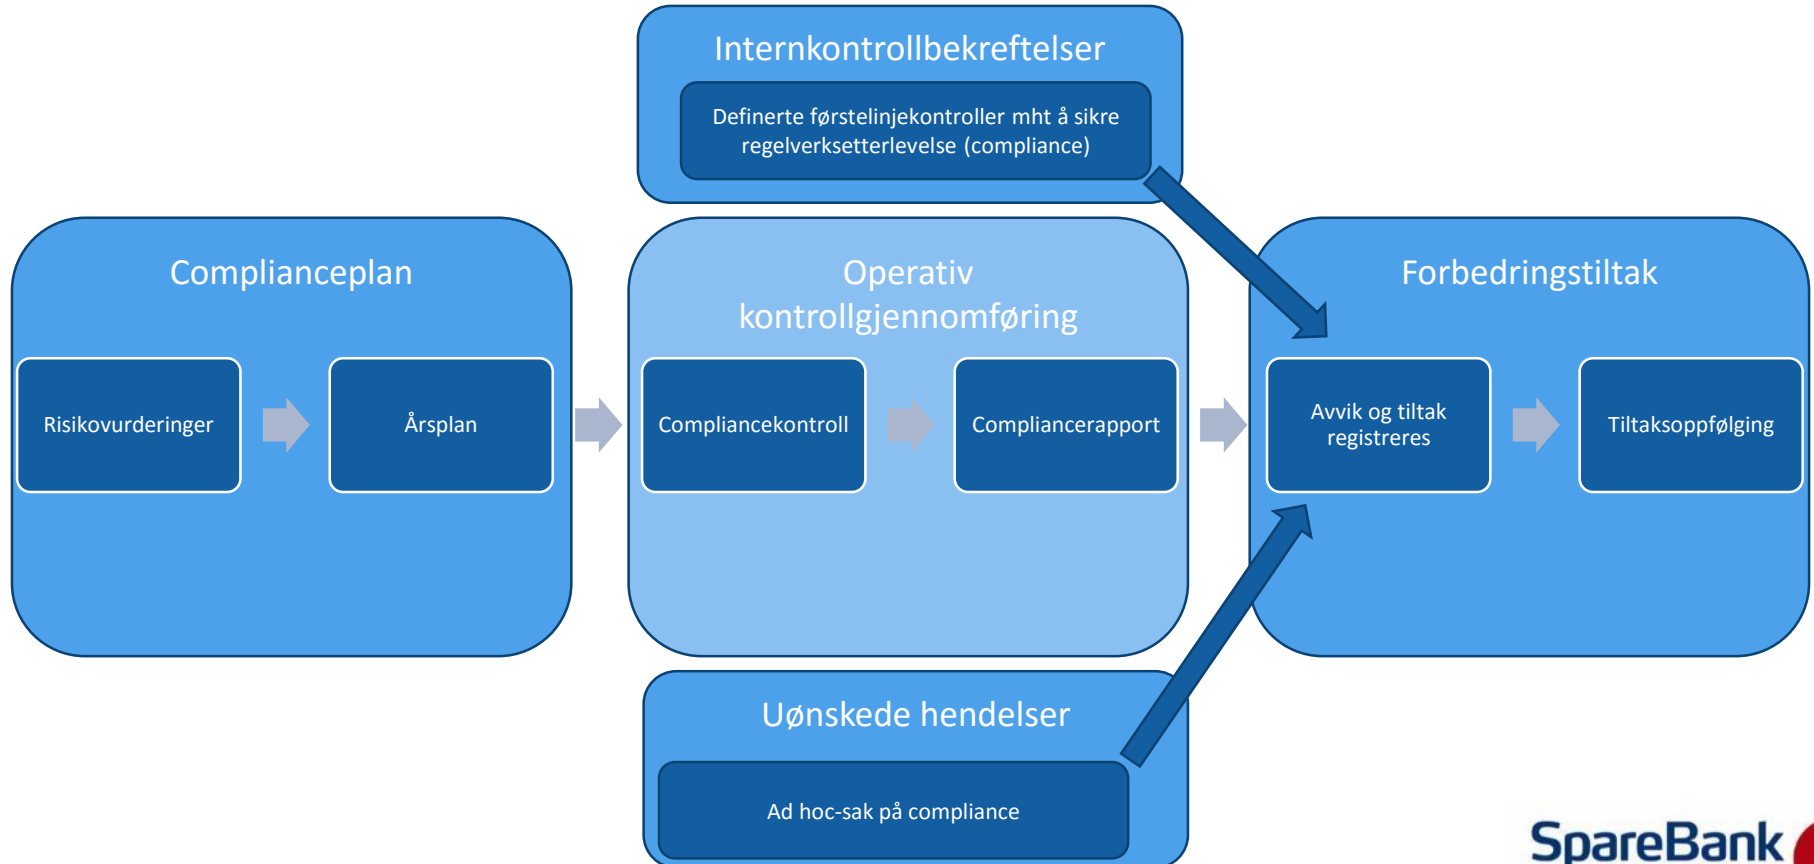 Internkontrollbekreftelser
Definerte førstelinjekontroller mht å sikre
regelverksetterlevelse (compliance)
Complianceplan
Risikovurderinger
Årsplan
Operativ
kontrollgjennomføring
Compliancekontroll
Compliancerapport
Forbedringstiltak
Avvik og tiltak
registreres
Tiltaksoppfølging
Uønskede hendelser
Ad hoc-sak på compliance
SpareBank